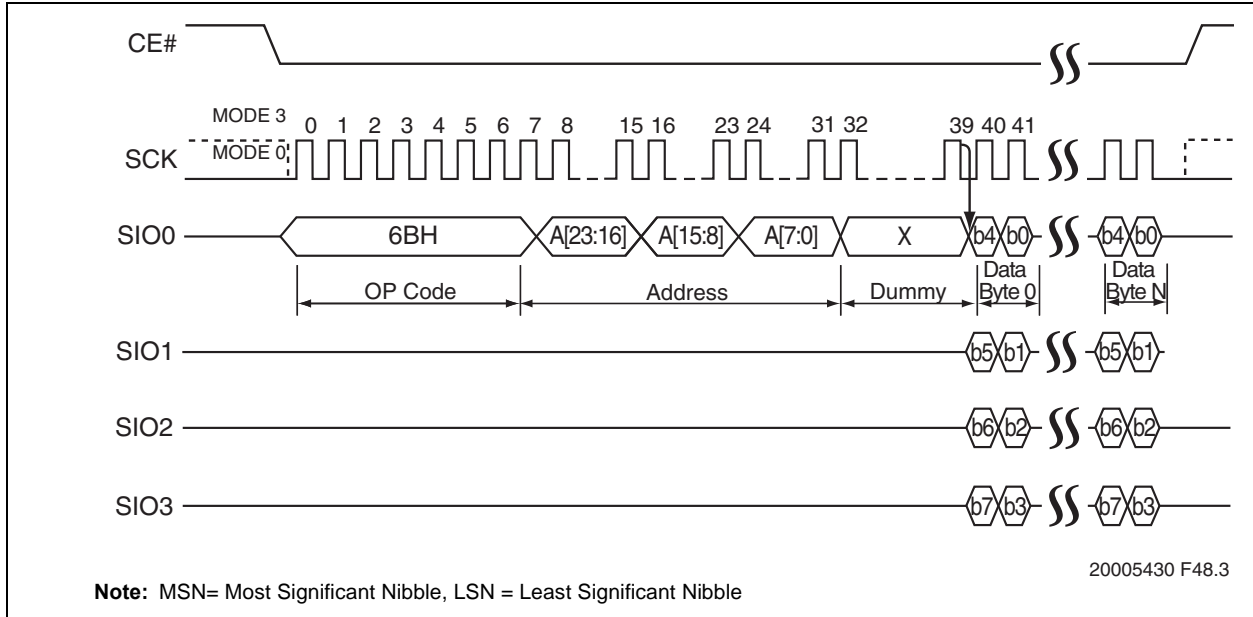 CE#
MODE 3
0 1 2 3 4 5 6 7 8 15 16 23 24 31 32 39 40 41
SCK
MODE 0
SIO0
6BH A[23:16] A[15:8] A[7:0] X b4 b0 b4 b0
OP Code Address Dummy Data Byte 0 Data Byte N
SIO1
b5 b1 b5 b1
SIO2
b6 b2 b6 b2
SIO3
b7 b3 b7 b3
20005430 F48.3
Note: MSN= Most Significant Nibble, LSN = Least Significant Nibble